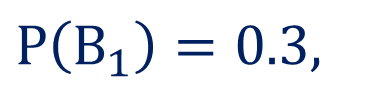 P(B₁) = 0.3,